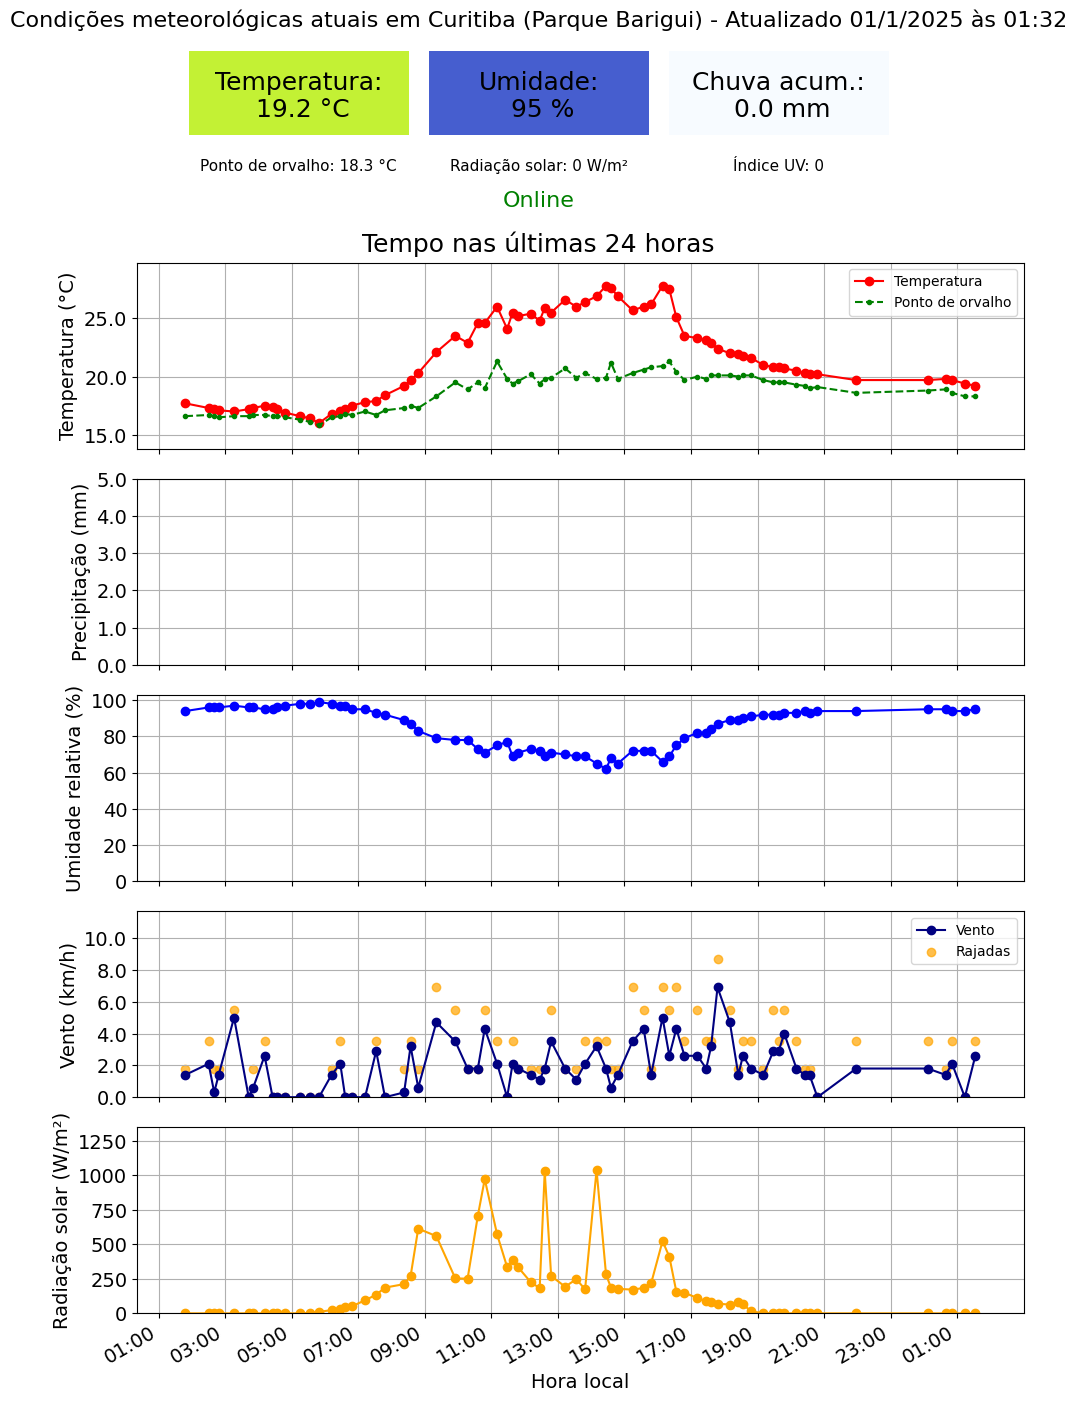 Condições meteorológicas atuais em Curitiba (Parque Barigui) - Atualizado 01/1/2025 às 01:32
Temperatura:
19.2 °C
Umidade:
95 %
Chuva acum.:
0.0 mm
Ponto de orvalho: 18.3 °C
Radiação solar: 0 W/m²
Índice UV: 0
Online
Tempo nas últimas 24 horas
Temperatura (°C)
25.0
20.0
15.0
Temperatura
Ponto de orvalho
Precipitação (mm)
5.0
4.0
3.0
2.0
1.0
0.0
Umidade relativa (%)
100
80
60
40
20
0
Vento (km/h)
10.0
8.0
6.0
4.0
2.0
0.0
Vento
Rajadas
Radiação solar (W/m²)
1250
1000
750
500
250
0
01:00
03:00
05:00
07:00
09:00
11:00
13:00
15:00
17:00
19:00
21:00
23:00
01:00
Hora local